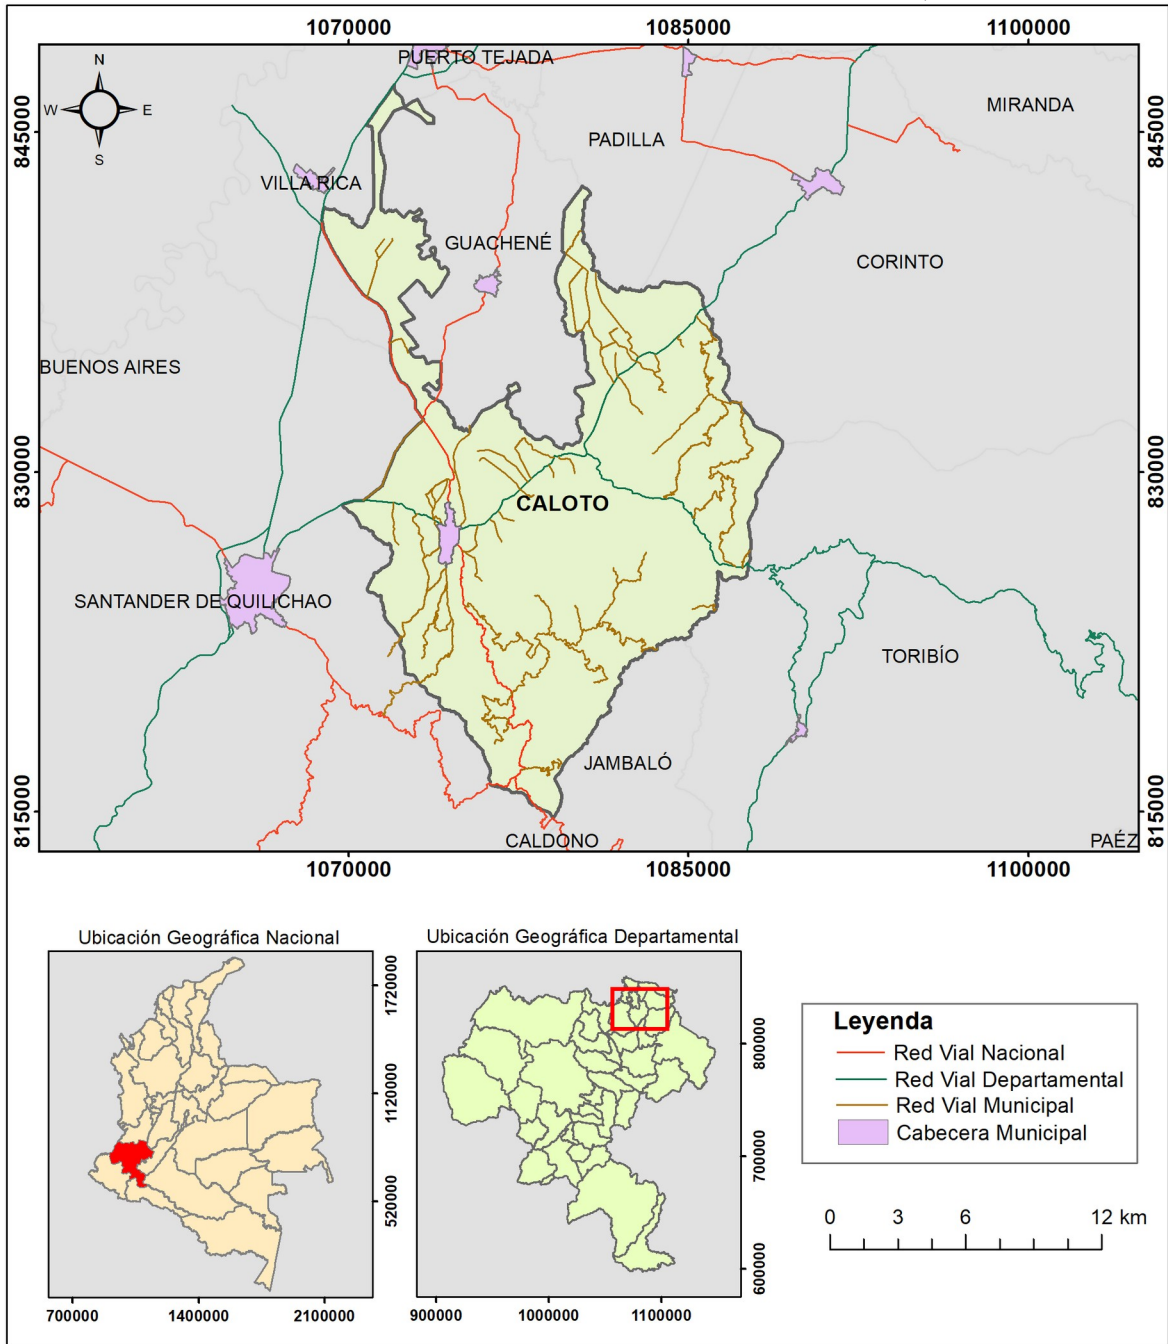 1070000 1085000 1100000
PUERTO TEJADA
N
W E
S
MIRANDA
845000 845000
PADILLA
VILLA RICA
GUACHENÉ
CORINTO
BUENOS AIRES
830000 830000
CALOTO
SANTANDER DE QUILICHAO
TORIBÍO
JAMBALÓ
815000 815000
CALDONO PAÉZ
1070000 1085000 1100000
Ubicación Geográfica Nacional
1720000
1120000
520000
700000 1400000 2100000
Ubicación Geográfica Departamental
800000
700000
600000
900000 1000000 1100000
Leyenda
Red Vial Nacional
Red Vial Departamental
Red Vial Municipal
Cabecera Municipal
0 3 6 12 km